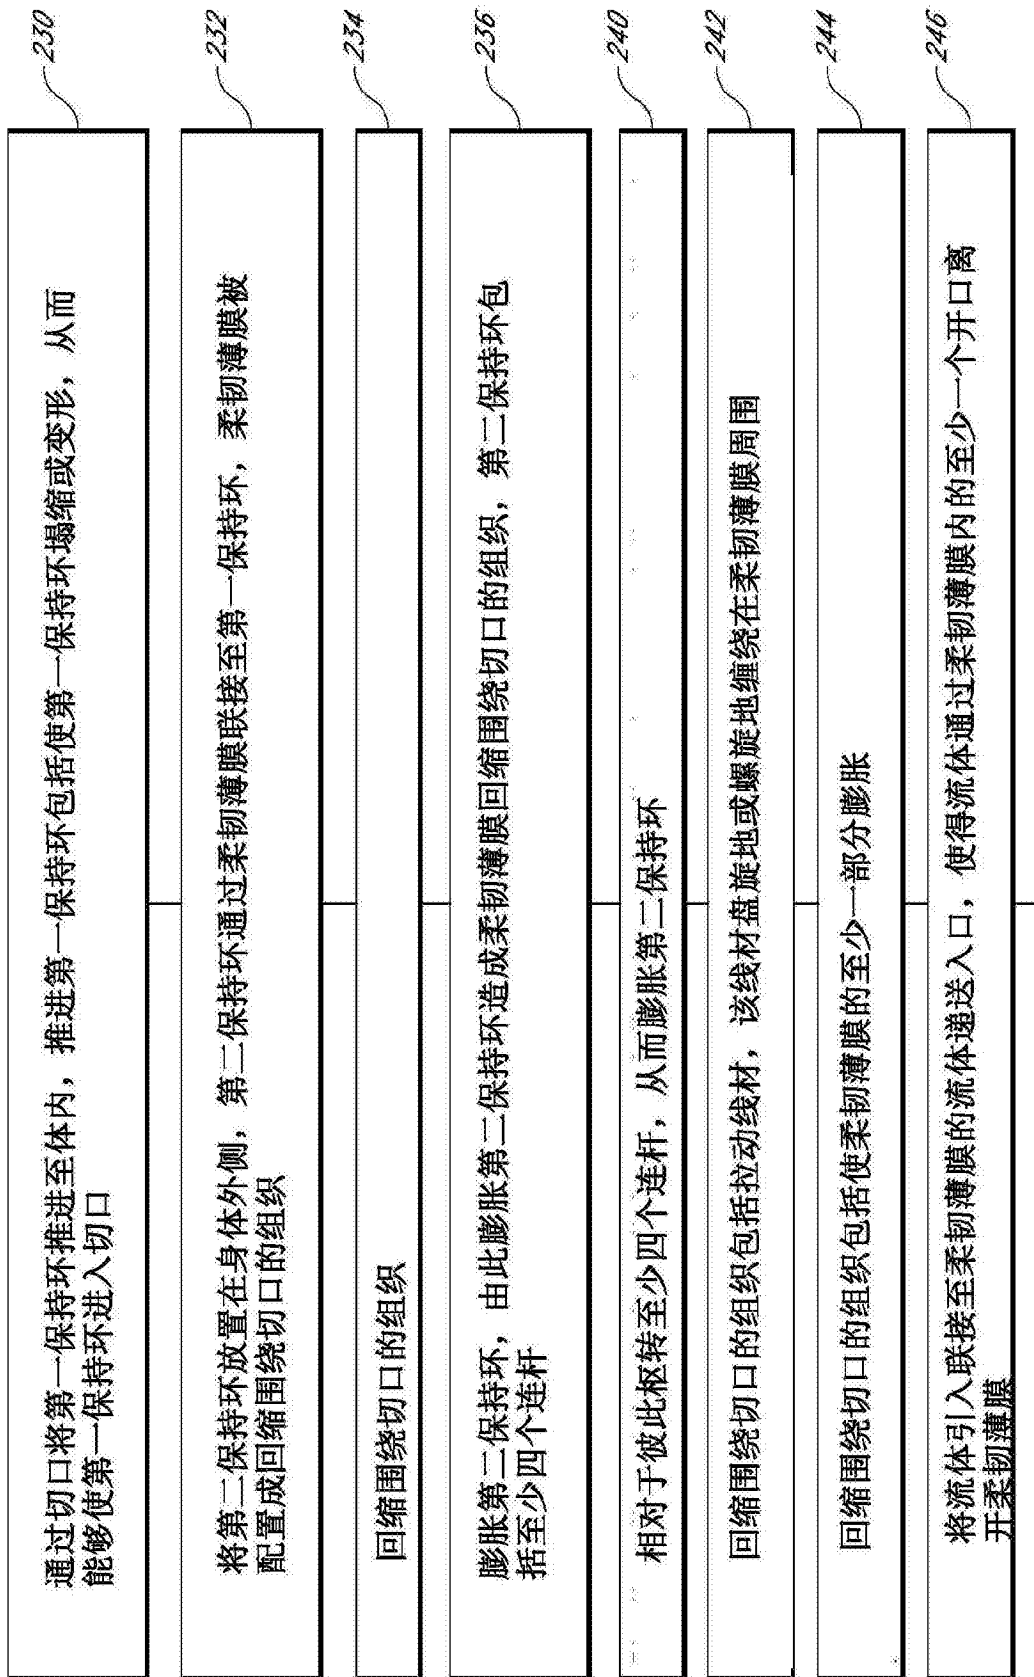 230
通过切口将第一保持环推进至体内，推进第一保持环包括使第一保持环塌缩或变形，从而
能够使第一保持环进入切口
232
将第二保持环放置在身体外侧，第二保持环通过柔韧薄膜联接至第一保持环，柔韧薄膜被
配置成回缩围绕切口的组织
234
回缩围绕切口的组织
236
膨胀第二保持环，由此膨胀第二保持环造成柔韧薄膜回缩围绕切口的组织，第二保持环包
括至少四个连杆
240
相对于彼此枢转至少四个连杆，从而膨胀第二保持环
242
回缩围绕切口的组织包括拉动线材，该线材盘旋地或螺旋地缠绕在柔韧薄膜周围
244
回缩围绕切口的组织包括使柔韧薄膜的至少一部分膨胀
246
将流体引入联接至柔韧薄膜的流体递送入口，使得流体通过柔韧薄膜内的至少一个开口离
开柔韧薄膜